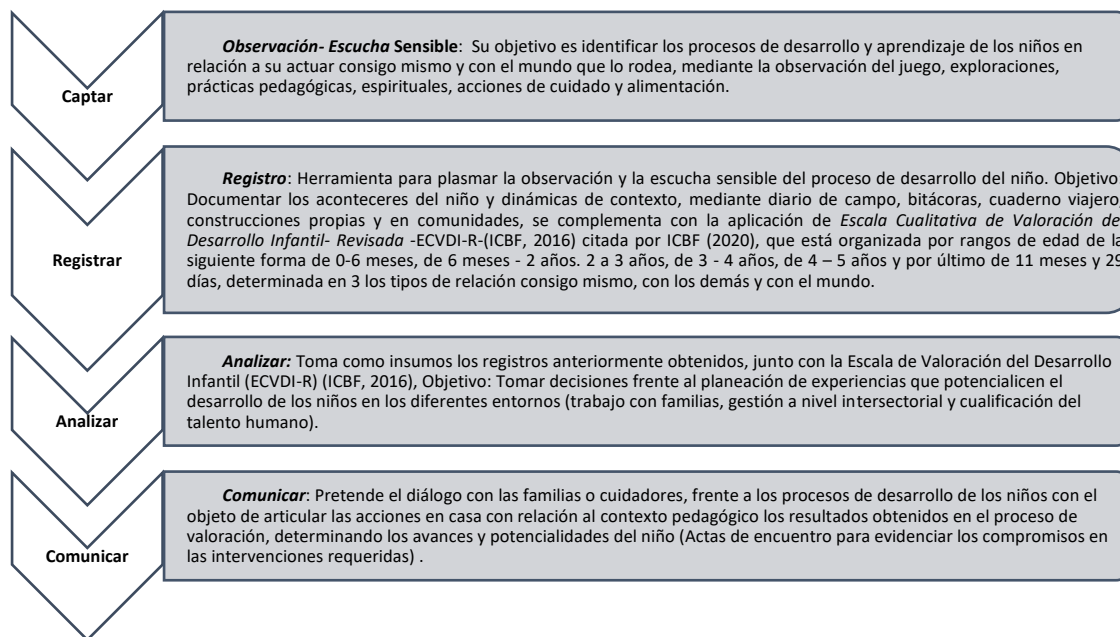 Captar
Observación- Escucha Sensible: Su objetivo es identificar los procesos de desarrollo y aprendizaje de los niños en
relación a su actuar consigo mismo y con el mundo que lo rodea, mediante la observación del juego, exploraciones,
prácticas pedagógicas, espirituales, acciones de cuidado y alimentación.
Registrar
Registro: Herramienta para plasmar la observación y la escucha sensible del proceso de desarrollo del niño. Objetivo
Documentar los aconteceres del niño y dinámicas de contexto, mediante diario de campo, bitácoras, cuaderno viajero,
construcciones propias y en comunidades, se complementa con la aplicación de Escala Cualitativa de Valoración de
Desarrollo Infantil- Revisada -ECVDI-R-(ICBF, 2016) citada por ICBF (2020), que está organizada por rangos de edad de la
siguiente forma de 0-6 meses, de 6 meses - 2 años. 2 a 3 años, de 3 - 4 años, de 4 – 5 años y por último de 11 meses y 29
días, determinada en 3 los tipos de relación consigo mismo, con los demás y con el mundo.
Analizar
Analizar: Toma como insumos los registros anteriormente obtenidos, junto con la Escala de Valoración del Desarrollo
Infantil (ECVDI-R) (ICBF, 2016), Objetivo: Tomar decisiones frente al planeación de experiencias que potencialicen el
desarrollo de los niños en los diferentes entornos (trabajo con familias, gestión a nivel intersectorial y cualificación del
talento humano).
Comunicar
Comunicar: Pretende el diálogo con las familias o cuidadores, frente a los procesos de desarrollo de los niños con el
objeto de articular las acciones en casa con relación al contexto pedagógico los resultados obtenidos en el proceso de
valoración, determinando los avances y potencialidades del niño (Actas de encuentro para evidenciar los compromisos en
las intervenciones requeridas) .